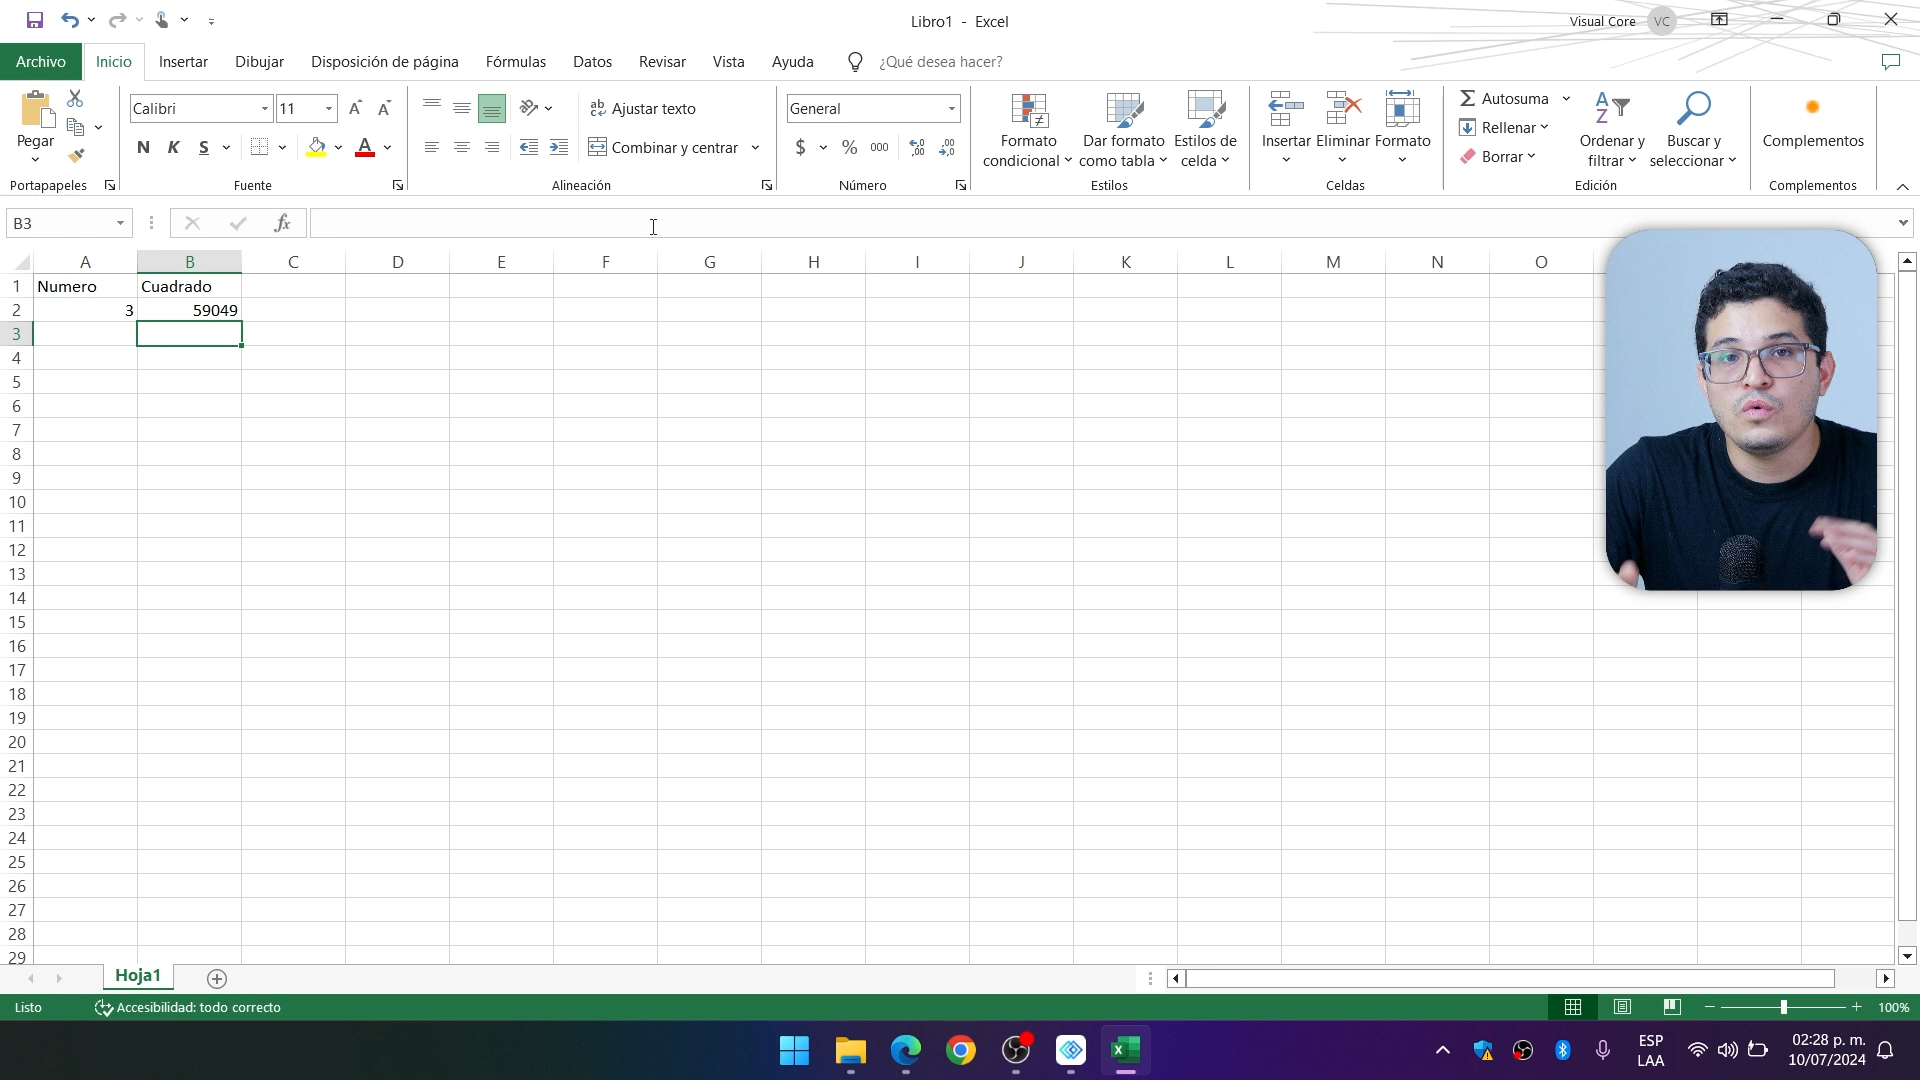 Libro1 - Excel
Visual Core
VC
Archivo
Inicio
Insertar
Dibujar
Disposición de página
Fórmulas
Datos
Revisar
Vista
Ayuda
¿Qué desea hacer?
Pegar
Portapapeles
Calibri
11
N K S
Fuente
Ajustar texto
Combinar y centrar
Alineación
General
$ % 000
Número
Formato condicional
Dar formato como tabla
Estilos de celda
Estilos
Insertar
Eliminar
Formato
Celdas
Autosuma
Rellenar
Borrar
Ordenar y filtrar
Buscar y seleccionar
Edición
Complementos
Complementos
B3
fx
A B C D E F G H I J K L M N O
1 Numero Cuadrado
2 3 59049
3
4
5
6
7
8
9
10
11
12
13
14
15
16
17
18
19
20
21
22
23
24
25
26
27
28
29
Hoja1
Listo
Accesibilidad: todo correcto
100%
ESP
LAA
02:28 p. m.
10/07/2024